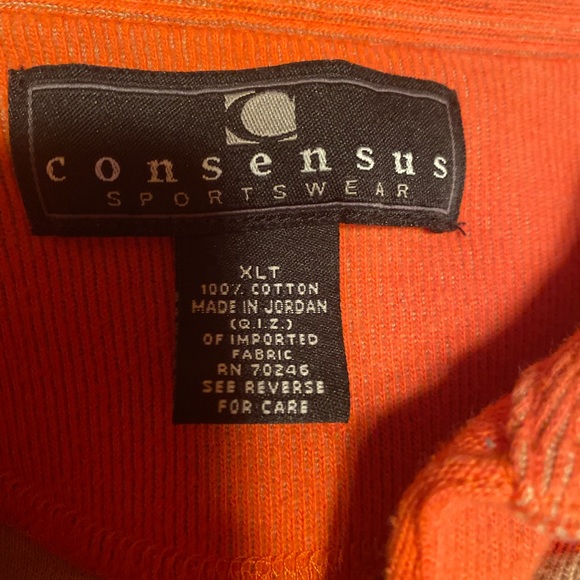 consensus
SPORTSWEAR
XLT
100% COTTON
MADE IN JORDAN
(Q.I.Z.)
OF IMPORTED
FABRIC
RN 70246
SEE REVERSE
FOR CARE